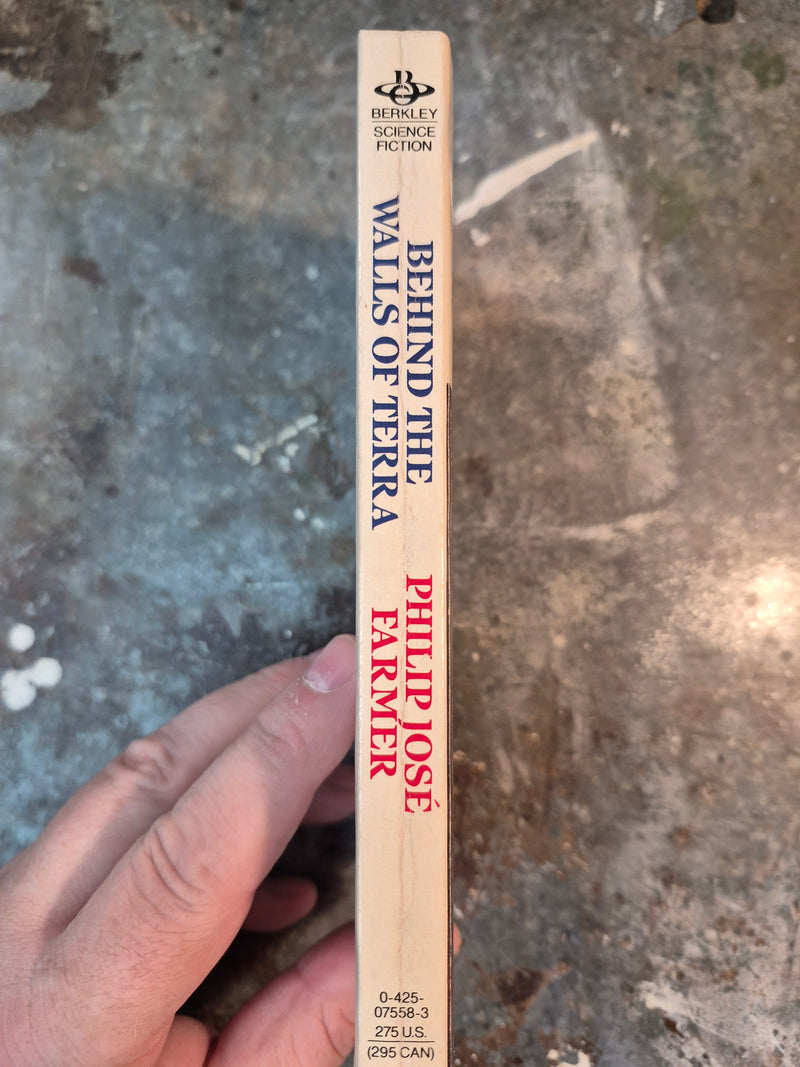 BERKLEY
SCIENCE
FICTION
BEHIND THE
WALLS OF TERRA
PHILIP JOSÉ
FARMER
0-425-
07558-3
275 U.S.
(295 CAN)